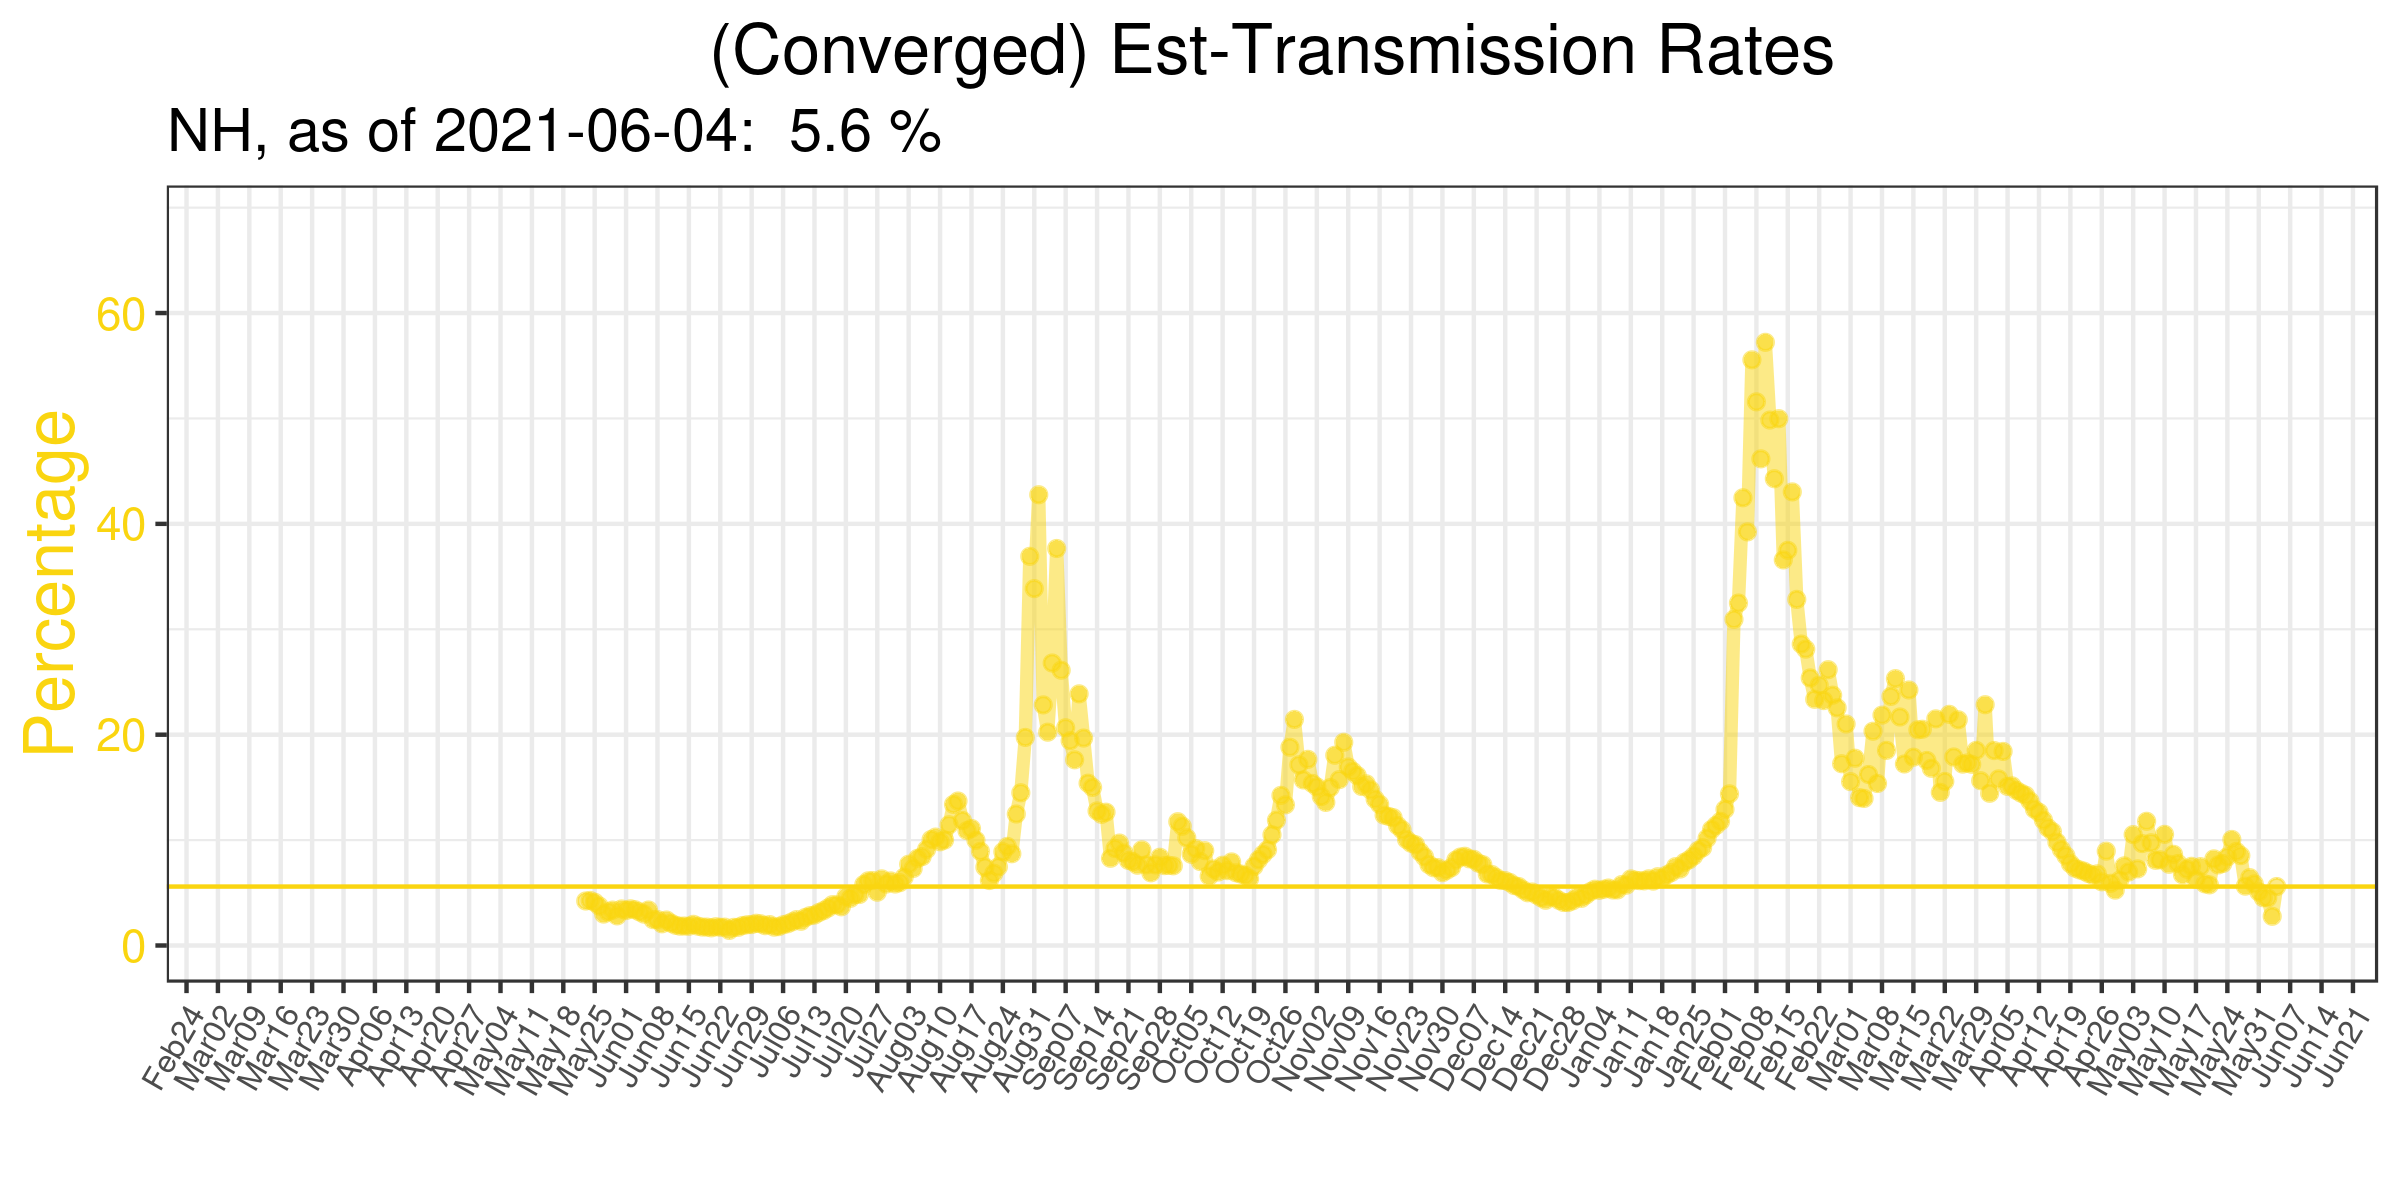 (Converged) Est-Transmission Rates
NH, as of 2021-06-04:  5.6 %
Percentage
60
40
20
0
Feb24
Mar02
Mar09
Mar16
Mar23
Mar30
Apr06
Apr13
Apr20
Apr27
May04
May11
May18
May25
Jun01
Jun08
Jun15
Jun22
Jun29
Jul06
Jul13
Jul20
Jul27
Aug03
Aug10
Aug17
Aug24
Aug31
Sep07
Sep14
Sep21
Sep28
Oct05
Oct12
Oct19
Oct26
Nov02
Nov09
Nov16
Nov23
Nov30
Dec07
Dec14
Dec21
Dec28
Jan04
Jan11
Jan18
Jan25
Feb01
Feb08
Feb15
Feb22
Mar01
Mar08
Mar15
Mar22
Mar29
Apr05
Apr12
Apr19
Apr26
May03
May10
May17
May24
May31
Jun07
Jun14
Jun21